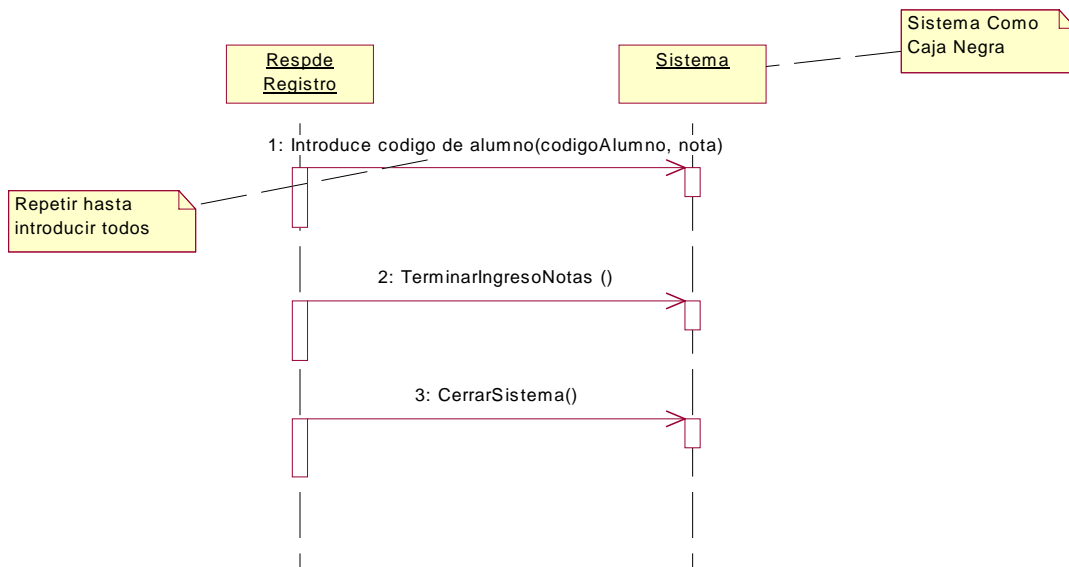 Sistema Como
Caja Negra
Respde
Registro
Sistema
1: Introduce codigo de alumno(codigoAlumno, nota)
Repetir hasta
introducir todos
2: TerminarIngresoNotas ()
3: CerrarSistema()